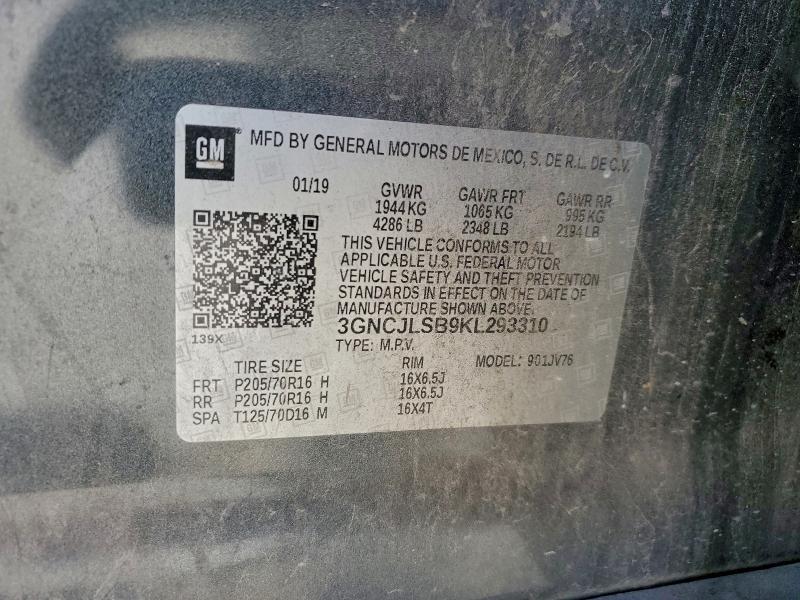 GM
MFD BY GENERAL MOTORS DE MEXICO, S. DE R.L. DE C.V.
01/19 GVWR GAWR FRT GAWR RR
1944 KG 1065 KG 995 KG
4286 LB 2348 LB 2194 LB
THIS VEHICLE CONFORMS TO ALL
APPLICABLE U.S. FEDERAL MOTOR
VEHICLE SAFETY AND THEFT PREVENTION
STANDARDS IN EFFECT ON THE DATE OF
MANUFACTURE SHOWN ABOVE.
139X
3GNCJLSB9KL293310
TYPE: M.P.V. MODEL: 901JV76
TIRE SIZE RIM
FRT P205/70R16 H 16X6.5J
RR P205/70R16 H 16X6.5J
SPA T125/70D16 M 16X4T